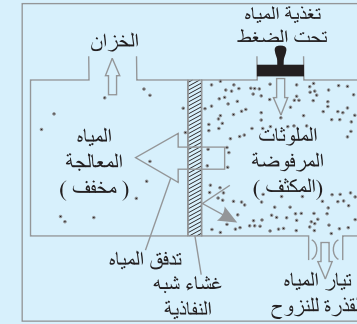 تغذية المياه
تحت الضغط
الخزان
الملوثات
المرفوضة
(المكثف.)
المياه
المعالجة
( مخفف )
تدفق المياه
غشاء شبه
النفاذية
تيار المياه
القذرة للنزوح